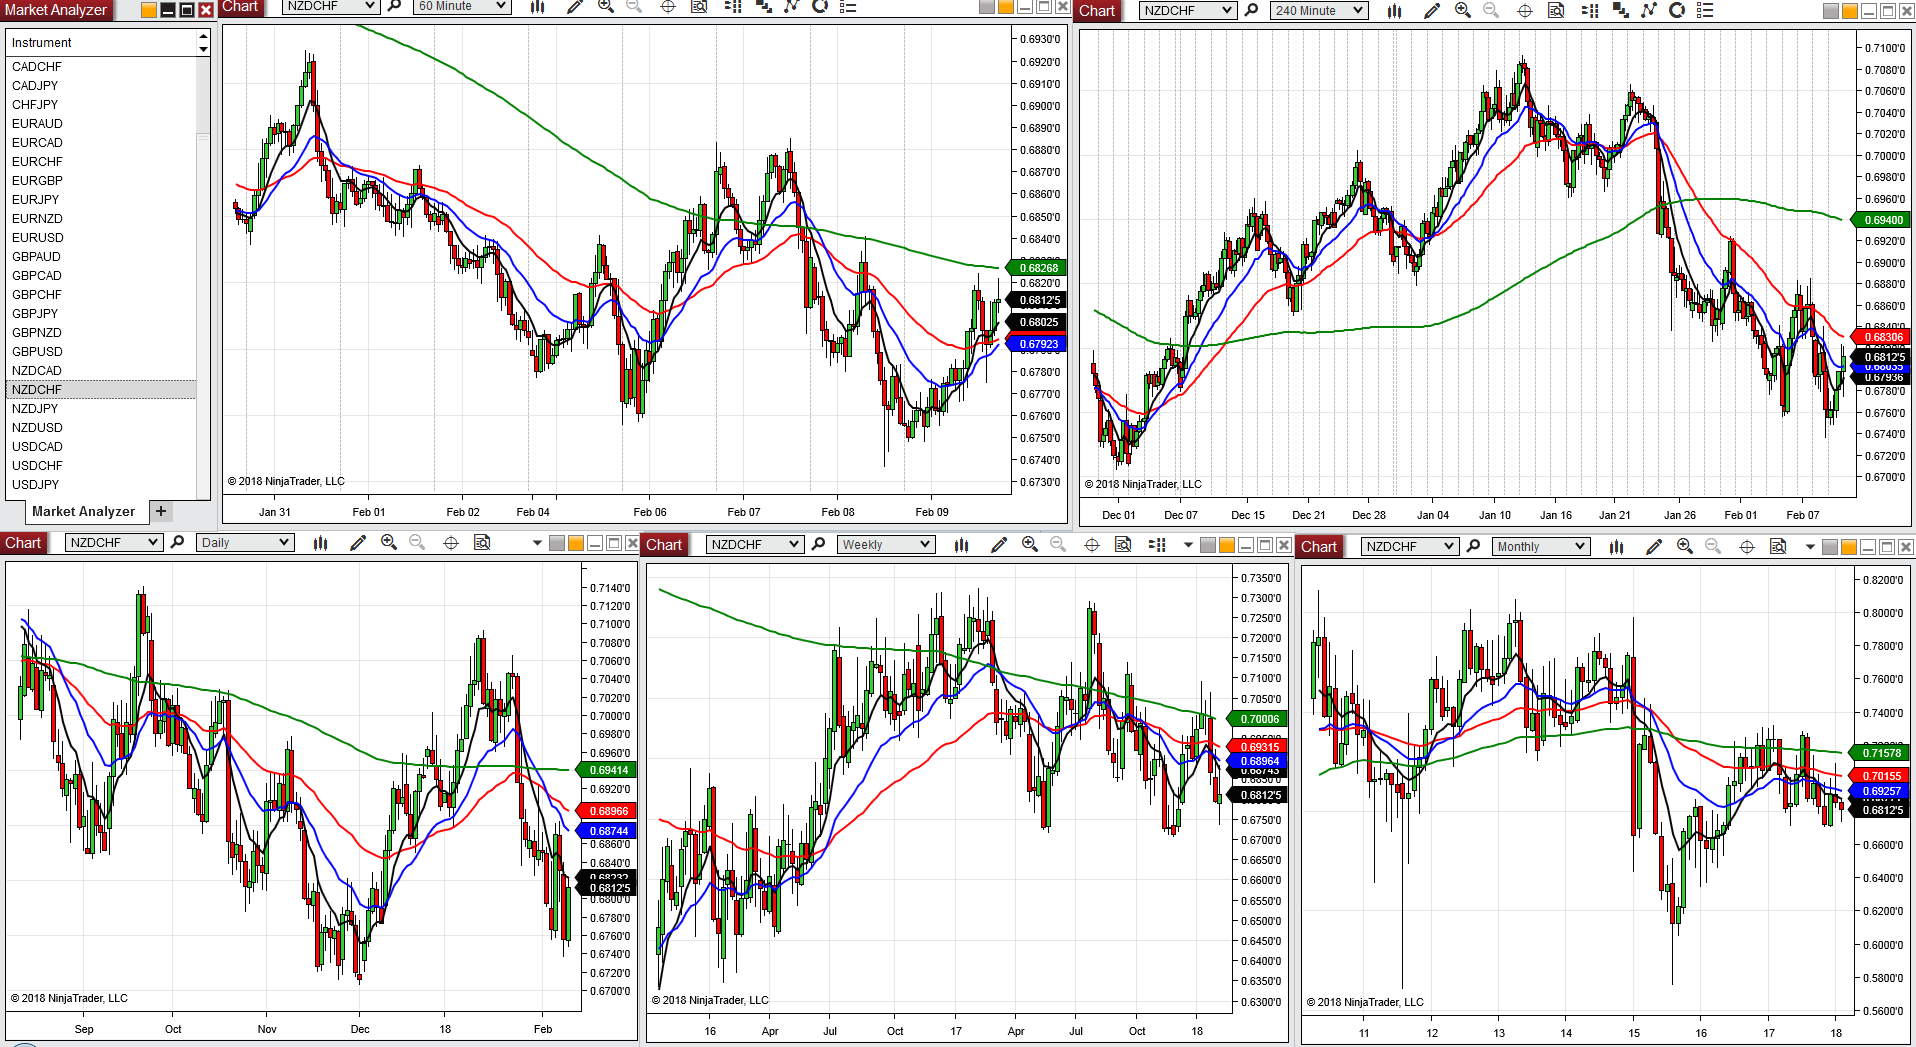 Market Analyzer
Instrument
CADCHF
CADJPY
CHFJPY
EURAUD
EURCAD
EURCHF
EURGBP
EURJPY
EURNZD
EURUSD
GBPAUD
GBPCAD
GBPCHF
GBPJPY
GBPNZD
GBPUSD
NZDCAD
NZDCHF
NZDJPY
NZDUSD
USDCAD
USDCHF
USDJPY
Market Analyzer +
Chart NZDCHF 60 Minute
0.6930'0
0.6920'0
0.6910'0
0.6900'0
0.6890'0
0.6880'0
0.6870'0
0.6860'0
0.6850'0
0.6840'0
0.68268
0.6820'0
0.6812'5
0.68025
0.67923
0.6780'0
0.6770'0
0.6760'0
0.6750'0
0.6740'0
0.6730'0
© 2018 NinjaTrader, LLC
Jan 31 Feb 01 Feb 02 Feb 04 Feb 06 Feb 07 Feb 08 Feb 09
Chart NZDCHF 240 Minute
0.7100'0
0.7080'0
0.7060'0
0.7040'0
0.7020'0
0.7000'0
0.6980'0
0.6960'0
0.69400
0.6920'0
0.6900'0
0.6880'0
0.6860'0
0.6840'0
0.68306
0.6812'5
0.67936
0.6780'0
0.6760'0
0.6740'0
0.6720'0
0.6700'0
© 2018 NinjaTrader, LLC
Dec 01 Dec 07 Dec 15 Dec 21 Dec 28 Jan 04 Jan 10 Jan 16 Jan 21 Jan 26 Feb 01 Feb 07
Chart NZDCHF Daily
0.7140'0
0.7120'0
0.7100'0
0.7080'0
0.7060'0
0.7040'0
0.7020'0
0.7000'0
0.6980'0
0.6960'0
0.69414
0.6920'0
0.68966
0.68744
0.6860'0
0.6840'0
0.6812'5
0.6800'0
0.6780'0
0.6760'0
0.6740'0
0.6720'0
0.6700'0
© 2018 NinjaTrader, LLC
Sep Oct Nov Dec 18 Feb
Chart NZDCHF Weekly
0.7350'0
0.7300'0
0.7250'0
0.7200'0
0.7150'0
0.7100'0
0.7050'0
0.70006
0.69315
0.68964
0.6812'5
0.6750'0
0.6700'0
0.6650'0
0.6600'0
0.6550'0
0.6500'0
0.6450'0
0.6400'0
0.6350'0
0.6300'0
© 2018 NinjaTrader, LLC
16 Apr Jul Oct 17 Apr Jul Oct 18
Chart NZDCHF Monthly
0.8200'0
0.8000'0
0.7800'0
0.7600'0
0.7400'0
0.71578
0.70155
0.69257
0.6812'5
0.6600'0
0.6400'0
0.6200'0
0.6000'0
0.5800'0
0.5600'0
© 2018 NinjaTrader, LLC
11 12 13 14 15 16 17 18